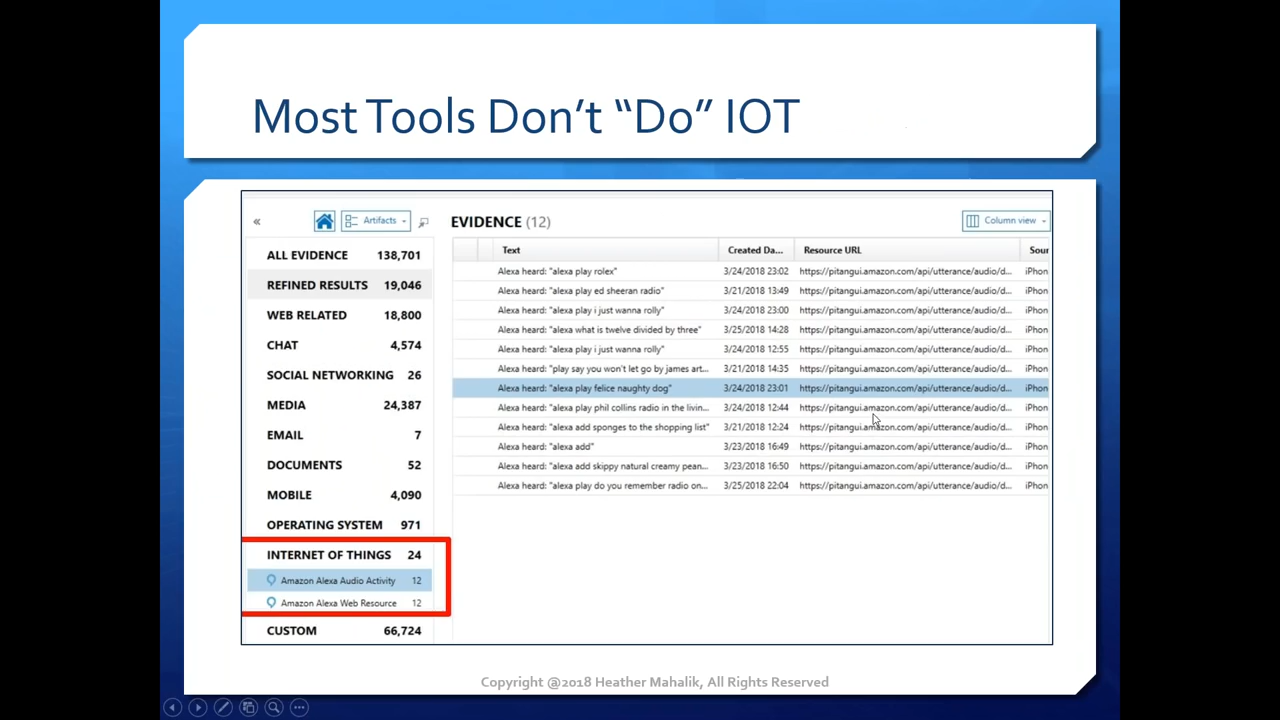 Most Tools Don't “Do” IOT
«
Artifacts
EVIDENCE (12)
Column view
ALL EVIDENCE 138,701
REFINED RESULTS 19,046
WEB RELATED 18,800
CHAT 4,574
SOCIAL NETWORKING 26
MEDIA 24,387
EMAIL 7
DOCUMENTS 52
MOBILE 4,090
OPERATING SYSTEM 971
INTERNET OF THINGS 24
Amazon Alexa Audio Activity 12
Amazon Alexa Web Resource 12
CUSTOM 66,724
Text Created Da... Resource URL Sour
Alexa heard: "alexa play rolex" 3/24/2018 23:02 https://pitangui.amazon.com/api/utterance/audio/d... iPhon
Alexa heard: "alexa play ed sheeran radio" 3/21/2018 13:49 https://pitangui.amazon.com/api/utterance/audio/d... iPhon
Alexa heard: "alexa play i just wanna rolly" 3/24/2018 23:00 https://pitangui.amazon.com/api/utterance/audio/d... iPhon
Alexa heard: "alexa what is twelve divided by three" 3/25/2018 14:28 https://pitangui.amazon.com/api/utterance/audio/d... iPhon
Alexa heard: "alexa play i just wanna rolly" 3/24/2018 12:55 https://pitangui.amazon.com/api/utterance/audio/d... iPhon
Alexa heard: "play say you won't let go by james art... 3/21/2018 14:35 https://pitangui.amazon.com/api/utterance/audio/d... iPhon
Alexa heard: "alexa play felice naughty dog" 3/24/2018 23:01 https://pitangui.amazon.com/api/utterance/audio/d... iPhon
Alexa heard: "alexa play phil collins radio in the livin... 3/24/2018 12:44 https://pitangui.amazon.com/api/utterance/audio/d... iPhon
Alexa heard: "alexa add sponges to the shopping list" 3/21/2018 12:24 https://pitangui.amazon.com/api/utterance/audio/d... iPhon
Alexa heard: "alexa add" 3/23/2018 16:49 https://pitangui.amazon.com/api/utterance/audio/d... iPhon
Alexa heard: "alexa add skippy natural creamy pean... 3/23/2018 16:50 https://pitangui.amazon.com/api/utterance/audio/d... iPhon
Alexa heard: "alexa play do you remember radio on... 3/25/2018 22:04 https://pitangui.amazon.com/api/utterance/audio/d... iPhon
Copyright @2018 Heather Mahalik, All Rights Reserved